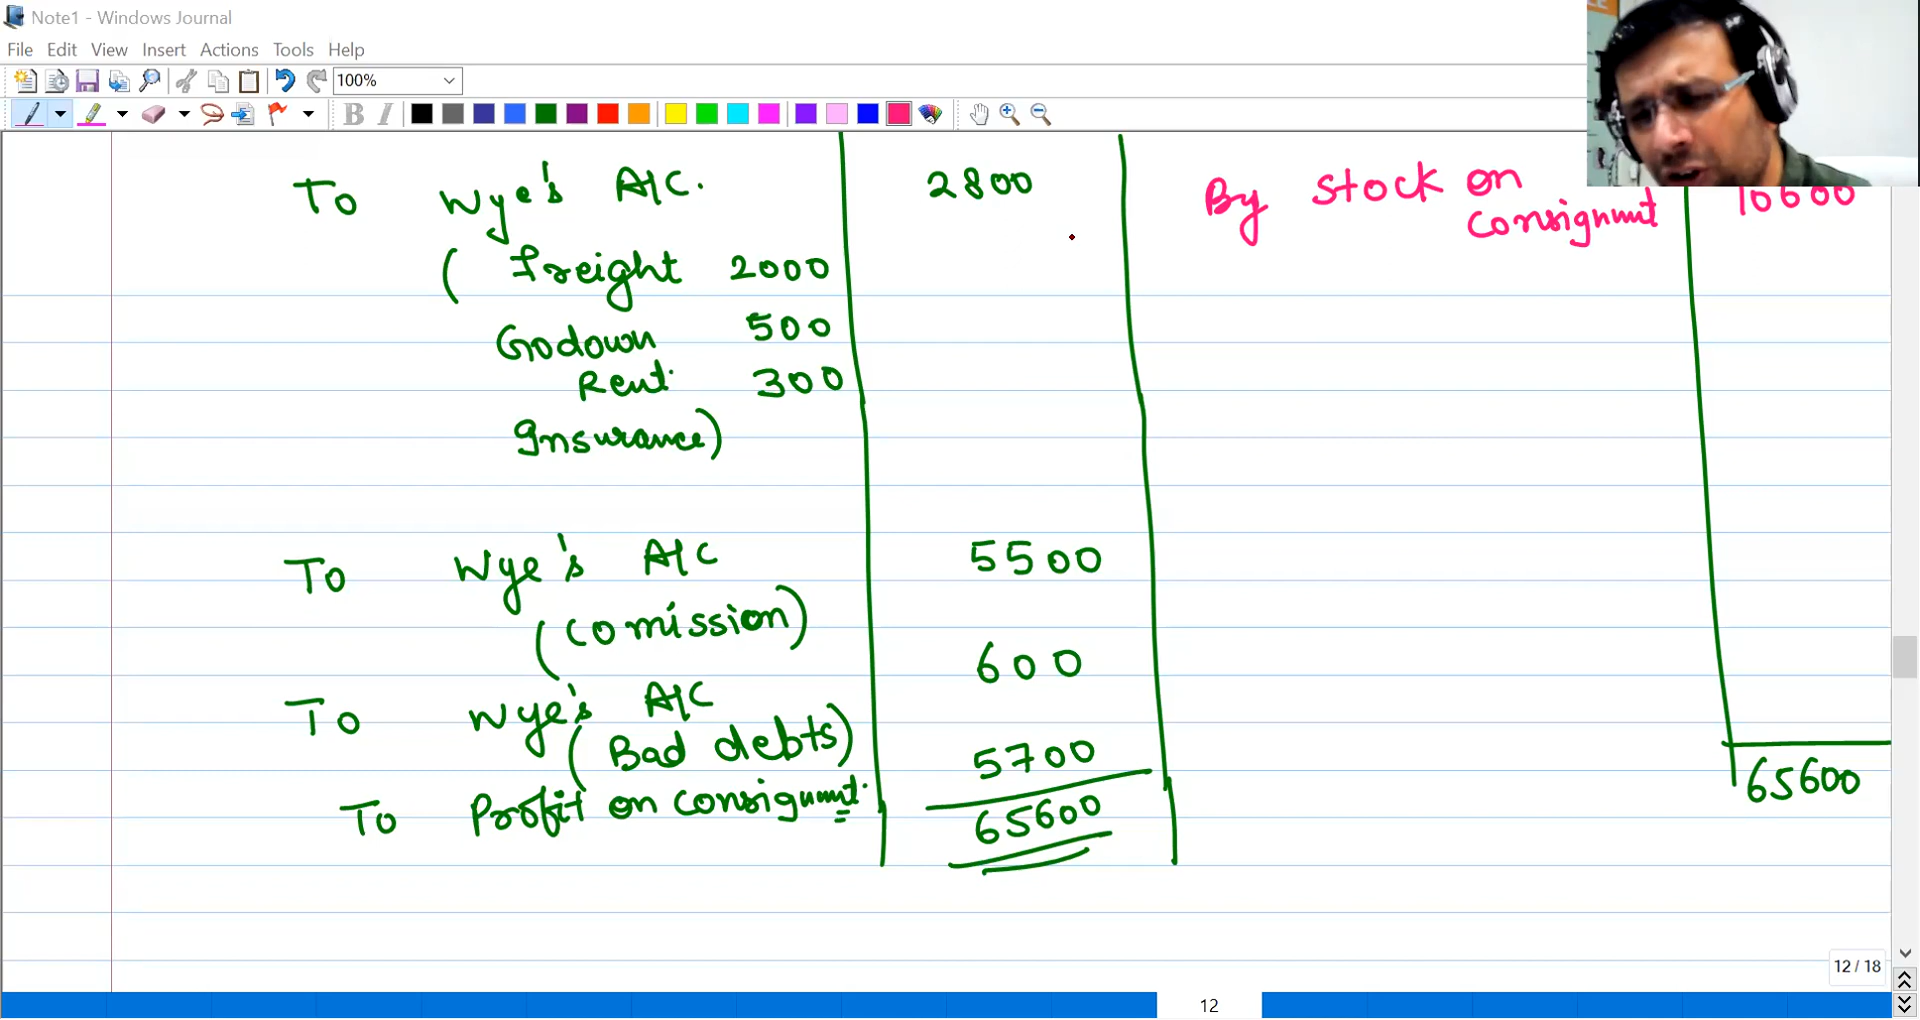 Note1 - Windows Journal
File Edit View Insert Actions Tools Help
100%
To Wye's A/C. 2800 By Stock on 10600
Consignment
( Freight 2000
Godown 500
Rent 300
Insurance)
To Wye's A/C 5500
(Comission)
To Wye's A/C 600
(Bad debts)
To Profit on consignment 5700
65600 65600
12 / 18
12